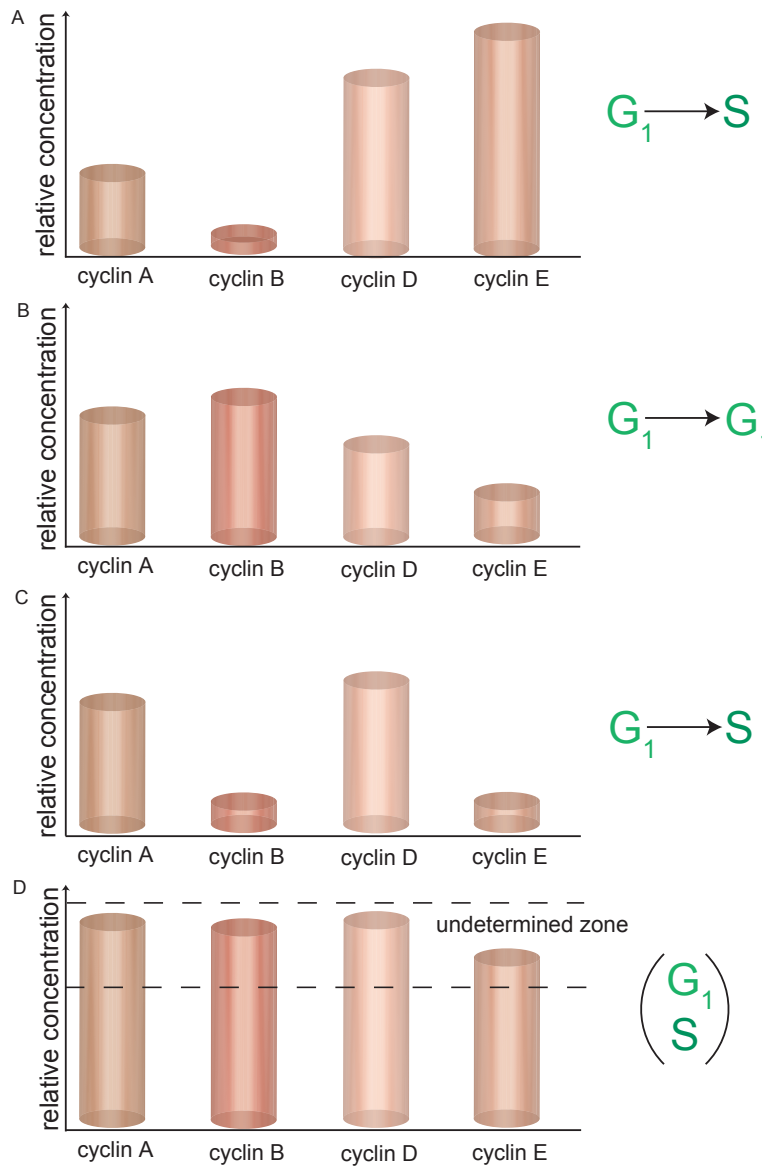 A
relative concentration
G1 → S
cyclin A cyclin B cyclin D cyclin E
B
relative concentration
G1 → G
cyclin A cyclin B cyclin D cyclin E
C
relative concentration
G1 → S
cyclin A cyclin B cyclin D cyclin E
D
relative concentration
undetermined zone
G1
S
cyclin A cyclin B cyclin D cyclin E